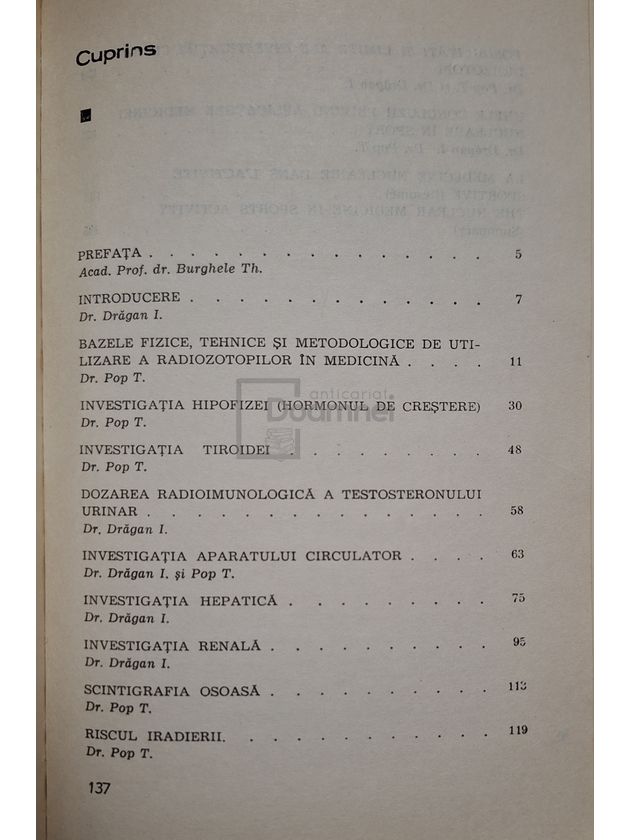 Cuprins
PREFAȚA . . . . . . . . . . . . . . . 5
Acad. Prof. dr. Burghele Th.
INTRODUCERE . . . . . . . . . . . . . 7
Dr. Drăgan I.
BAZELE FIZICE, TEHNICE ȘI METODOLOGICE DE UTI-
LIZARE A RADIOZOTOPILOR ÎN MEDICINĂ . . . . 11
Dr. Pop T.
anticariat
Doamnei
INVESTIGAȚIA HIPOFIZEI (HORMONUL DE CREȘTERE) 30
Dr. Pop T.
INVESTIGAȚIA TIROIDEI . . . . . . . . . 48
Dr. Pop T.
DOZAREA RADIOIMUNOLOGICĂ A TESTOSTERONULUI
URINAR . . . . . . . . . . . . . . . 58
Dr. Drăgan I.
INVESTIGAȚIA APARATULUI CIRCULATOR . . . . 63
Dr. Drăgan I. și Pop T.
INVESTIGAȚIA HEPATICĂ . . . . . . . . 75
Dr. Drăgan I.
INVESTIGAȚIA RENALĂ . . . . . . . . . 95
Dr. Drăgan I.
SCINTIGRAFIA OSOASĂ . . . . . . . . . 113
Dr. Pop T.
RISCUL IRADIERII. . . . . . . . . . . 119
Dr. Pop T.
137